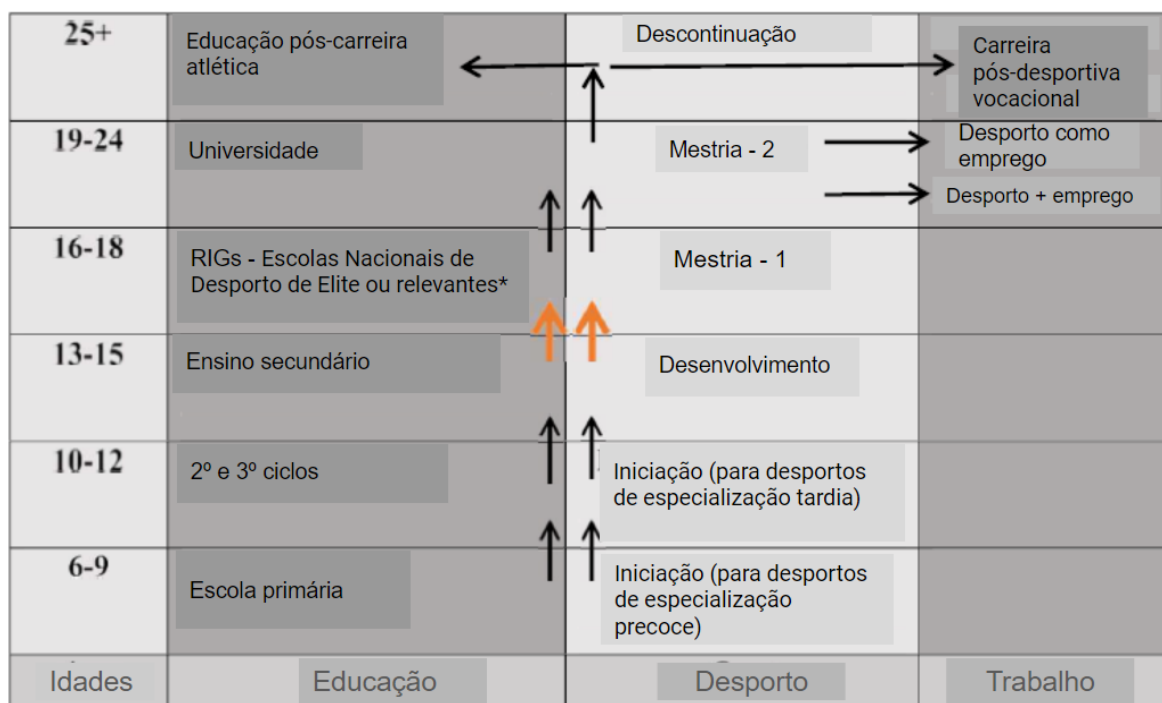 25+
Educação pós-carreira
atlética
Descontinuação
Carreira
pós-desportiva
vocacional
19-24
Universidade
Mestria - 2
Desporto como
emprego
Desporto + emprego
16-18
RIGs - Escolas Nacionais de
Desporto de Elite ou relevantes*
Mestria - 1
13-15
Ensino secundário
Desenvolvimento
10-12
2º e 3º ciclos
Iniciação (para desportos
de especialização tardia)
6-9
Escola primária
Iniciação (para desportos
de especialização
precoce)
Idades
Educação
Desporto
Trabalho